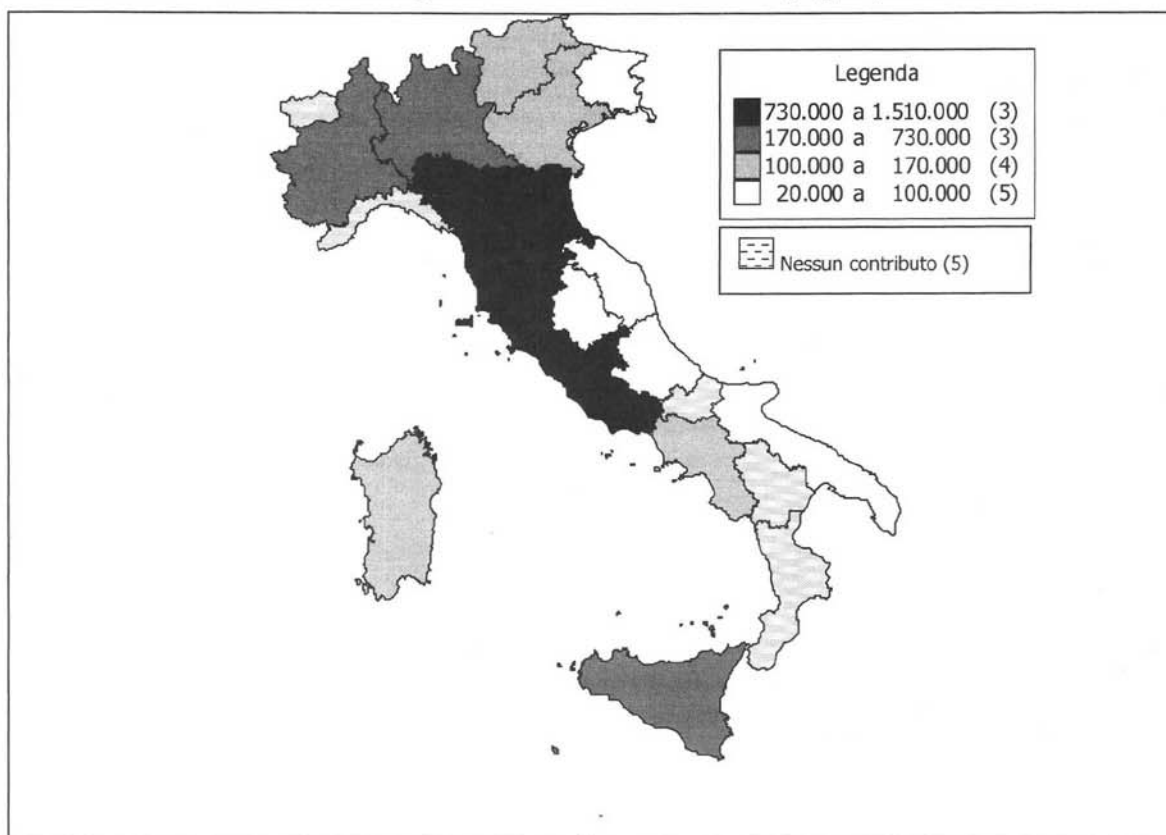 Legenda
730.000 a 1.510.000 (3)
170.000 a 730.000 (3)
100.000 a 170.000 (4)
20.000 a 100.000 (5)
Nessun contributo (5)